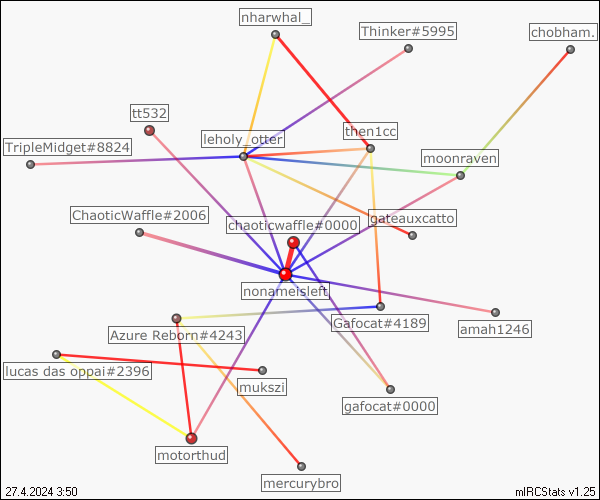 nharwhal_
Thinker#5995
chobham.
tt532
leholy_otter
then1cc
TripleMidget#8824
moonraven
ChaoticWaffle#2006
chaoticwaffle#0000
gateauxcatto
nonameisleft
Azure Reborn#4243
Gafocat#4189
amah1246
lucas das oppai#2396
mukszi
gafocat#0000
motorthud
mercurybro
27.4.2024 3:50
mIRCStats v1.25